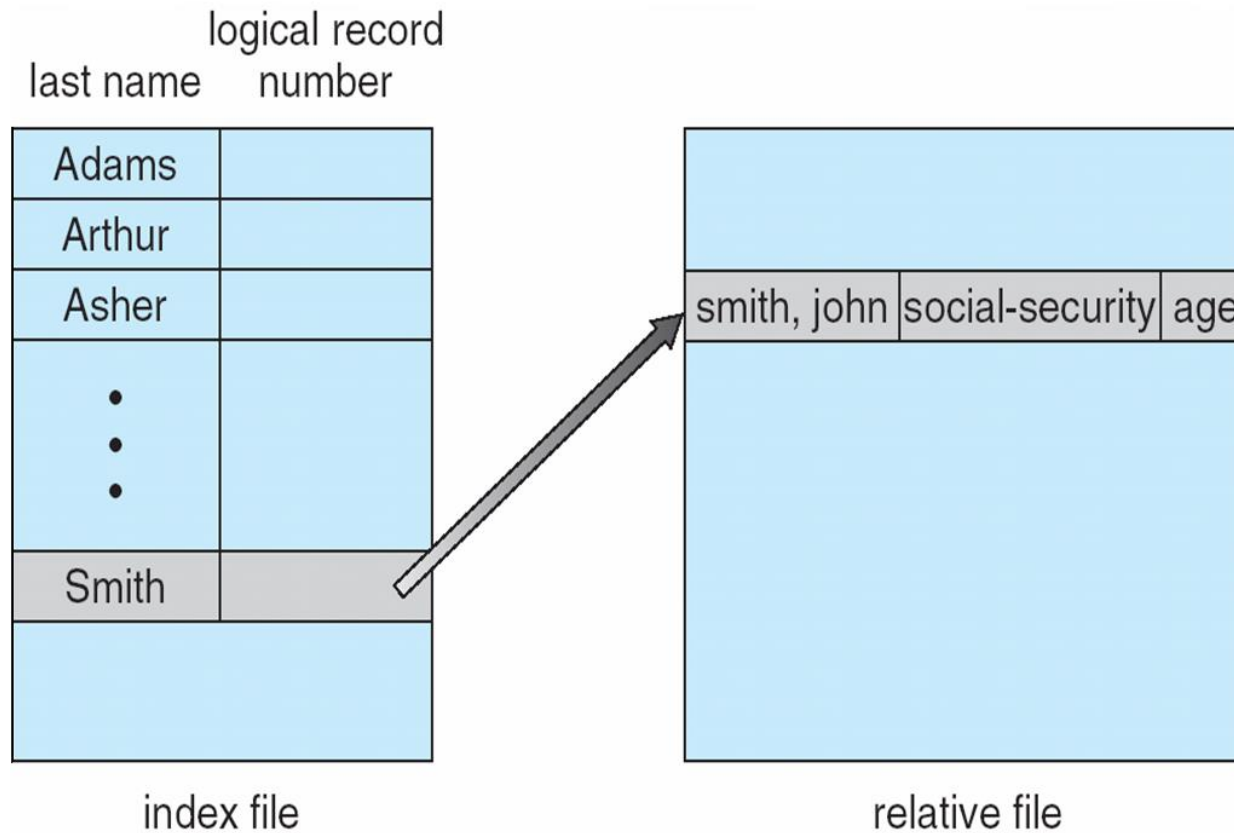 logical record
last name number
Adams
Arthur
Asher
Smith
smith, john social-security age
index file relative file